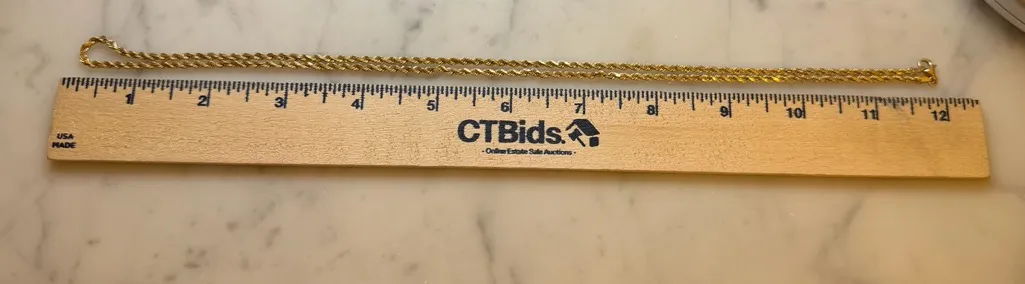 1 2 3 4 5 6 7 8 9 10 11 12
USA
MADE
CTBids.
- Online Estate Sale Auctions -